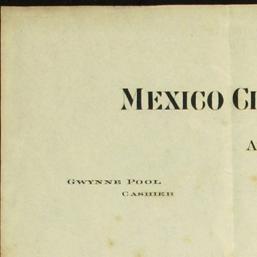 MEXICO CI
A
GWYNNE POOL
CASHIER